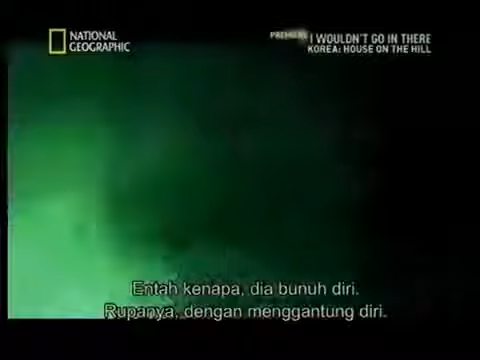 NATIONAL
GEOGRAPHIC
PREMIERE
I WOULDN'T GO IN THERE
KOREA: HOUSE ON THE HILL
Entah kenapa, dia bunuh diri.
Rupanya, dengan menggantung diri.